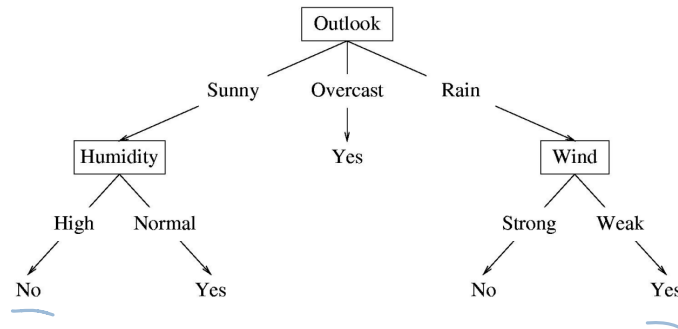 Outlook
Sunny Overcast Rain
Humidity Yes Wind
High Normal Strong Weak
No Yes No Yes